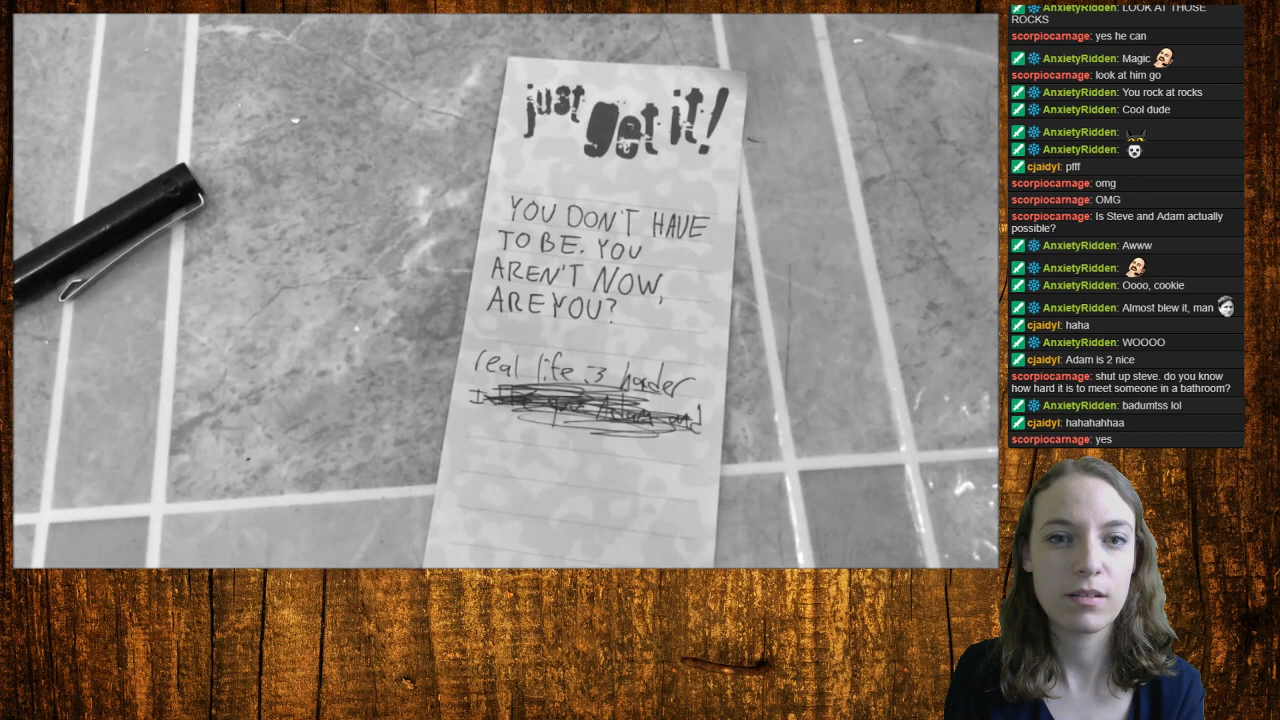 just get it!
YOU DON'T HAVE
TO BE. YOU
AREN'T NOW,
ARE YOU?
real life is harder
AnxietyRidden: LOOK AT THOSE
ROCKS
scorpiocarnage: yes he can
AnxietyRidden: Magic
scorpiocarnage: look at him go
AnxietyRidden: You rock at rocks
AnxietyRidden: Cool dude
AnxietyRidden:
AnxietyRidden:
cjaidyl: pfff
scorpiocarnage: omg
scorpiocarnage: OMG
scorpiocarnage: Is Steve and Adam actually
possible?
AnxietyRidden: Awww
AnxietyRidden:
AnxietyRidden: Oooo, cookie
AnxietyRidden: Almost blew it, man
cjaidyl: haha
AnxietyRidden: WOOOO
cjaidyl: Adam is 2 nice
scorpiocarnage: shut up steve. do you know
how hard it is to meet someone in a bathroom?
AnxietyRidden: badumtss lol
cjaidyl: hahahahhaa
scorpiocarnage: yes